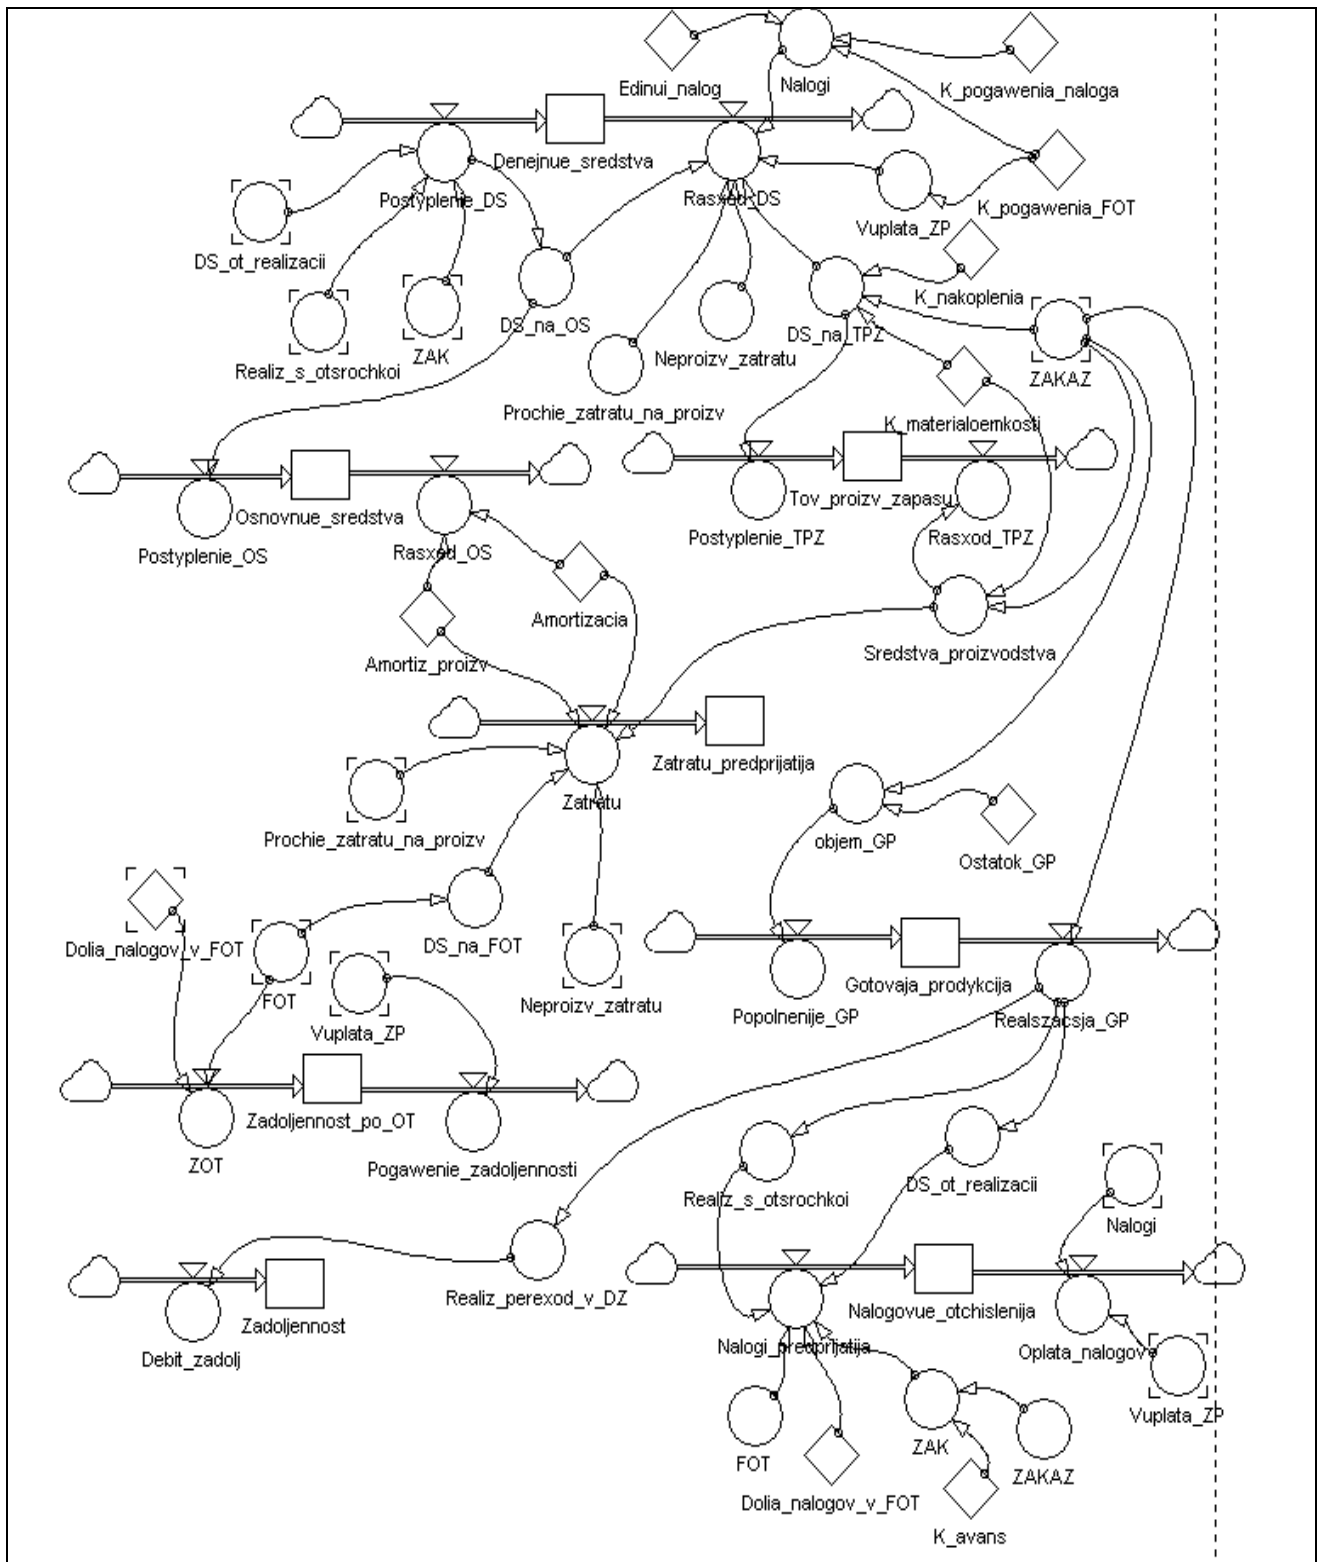 Edinui_nalog
Nalogi
K_pogawenia_naloga
Denejnue_sredstva
Postyplenie_DS
Rasxod_DS
Vuplata_ZP
K_pogawenia_FOT
DS_ot_realizacii
K_nakoplenia
DS_na_OS
DS_na_TPZ
ZAK
Neproizv_zatratu
Realiz_s_otsrochkoi
ZAKAZ
Prochie_zatratu_na_proizv
K_materialoemkosti
Tov_proizv_zapasu
Osnovnue_sredstva
Postyplenie_OS
Rasxod_OS
Postyplenie_TPZ
Rasxod_TPZ
Amortizacia
Amortiz_proizv
Sredstva_proizvodstva
Zatratu_predprijatija
Zatratu
Prochie_zatratu_na_proizv
objem_GP
Ostatok_GP
Dolia_nalogov_v_FOT
DS_na_FOT
FOT
Neproizv_zatratu
Gotovaja_prodykcija
Vuplata_ZP
Popolnenije_GP
Realszacsja_GP
Zadoljennost_po_OT
ZOT
Pogawenie_zadoljennosti
Realiz_s_otsrochkoi
DS_ot_realizacii
Nalogi
Realiz_perexod_v_DZ
Nalogovue_otchislenija
Zadoljennost
Debit_zadolj
Nalogi_predprijatija
Oplata_nalogov
Vuplata_ZP
ZAK
FOT
ZAKAZ
Dolia_nalogov_v_FOT
K_avans